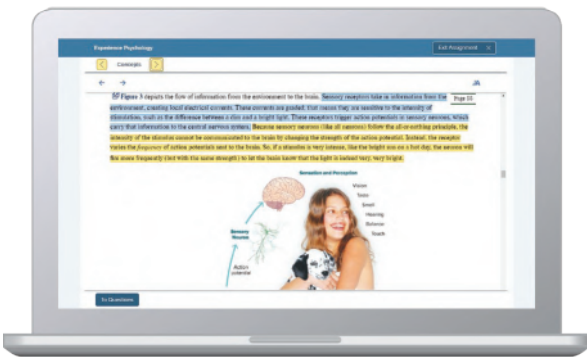 Experience Psychology
Exit Assignment ×
Concepts
Page 55
Figure 3 depicts the flow of information from the environment to the brain. Sensory receptors take in information from the
environment, creating local electrical currents. These currents are graded; that means they are sensitive to the intensity of
stimulation, such as the difference between a dim and a bright light. These receptors trigger action potentials in sensory neurons, which
carry that information to the central nervous system. Because sensory neurons (like all neurons) follow the all-or-nothing principle, the
intensity of the stimulus cannot be communicated to the brain by changing the strength of the action potential. Instead, the receptor
varies the frequency of action potentials sent to the brain. So, if a stimulus is very intense, like the bright sun on a hot day, the neuron will
fire more frequently (but with the same strength) to let the brain know that the light is indeed very, very bright.
Sensation and Perception
Vision
Taste
Smell
Hearing
Balance
Touch
Sensory
Neurons
Action
potential
To Questions